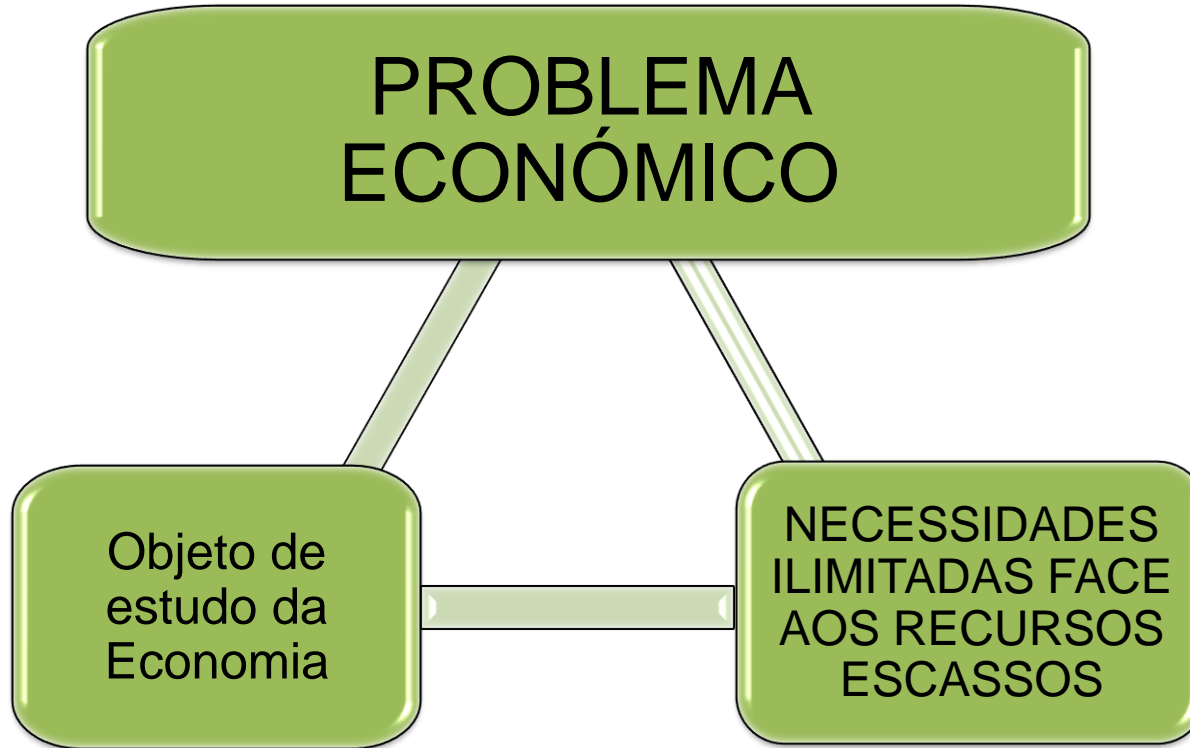 PROBLEMA
ECONÓMICO
Objeto de
estudo da
Economia
NECESSIDADES
ILIMITADAS FACE
AOS RECURSOS
ESCASSOS